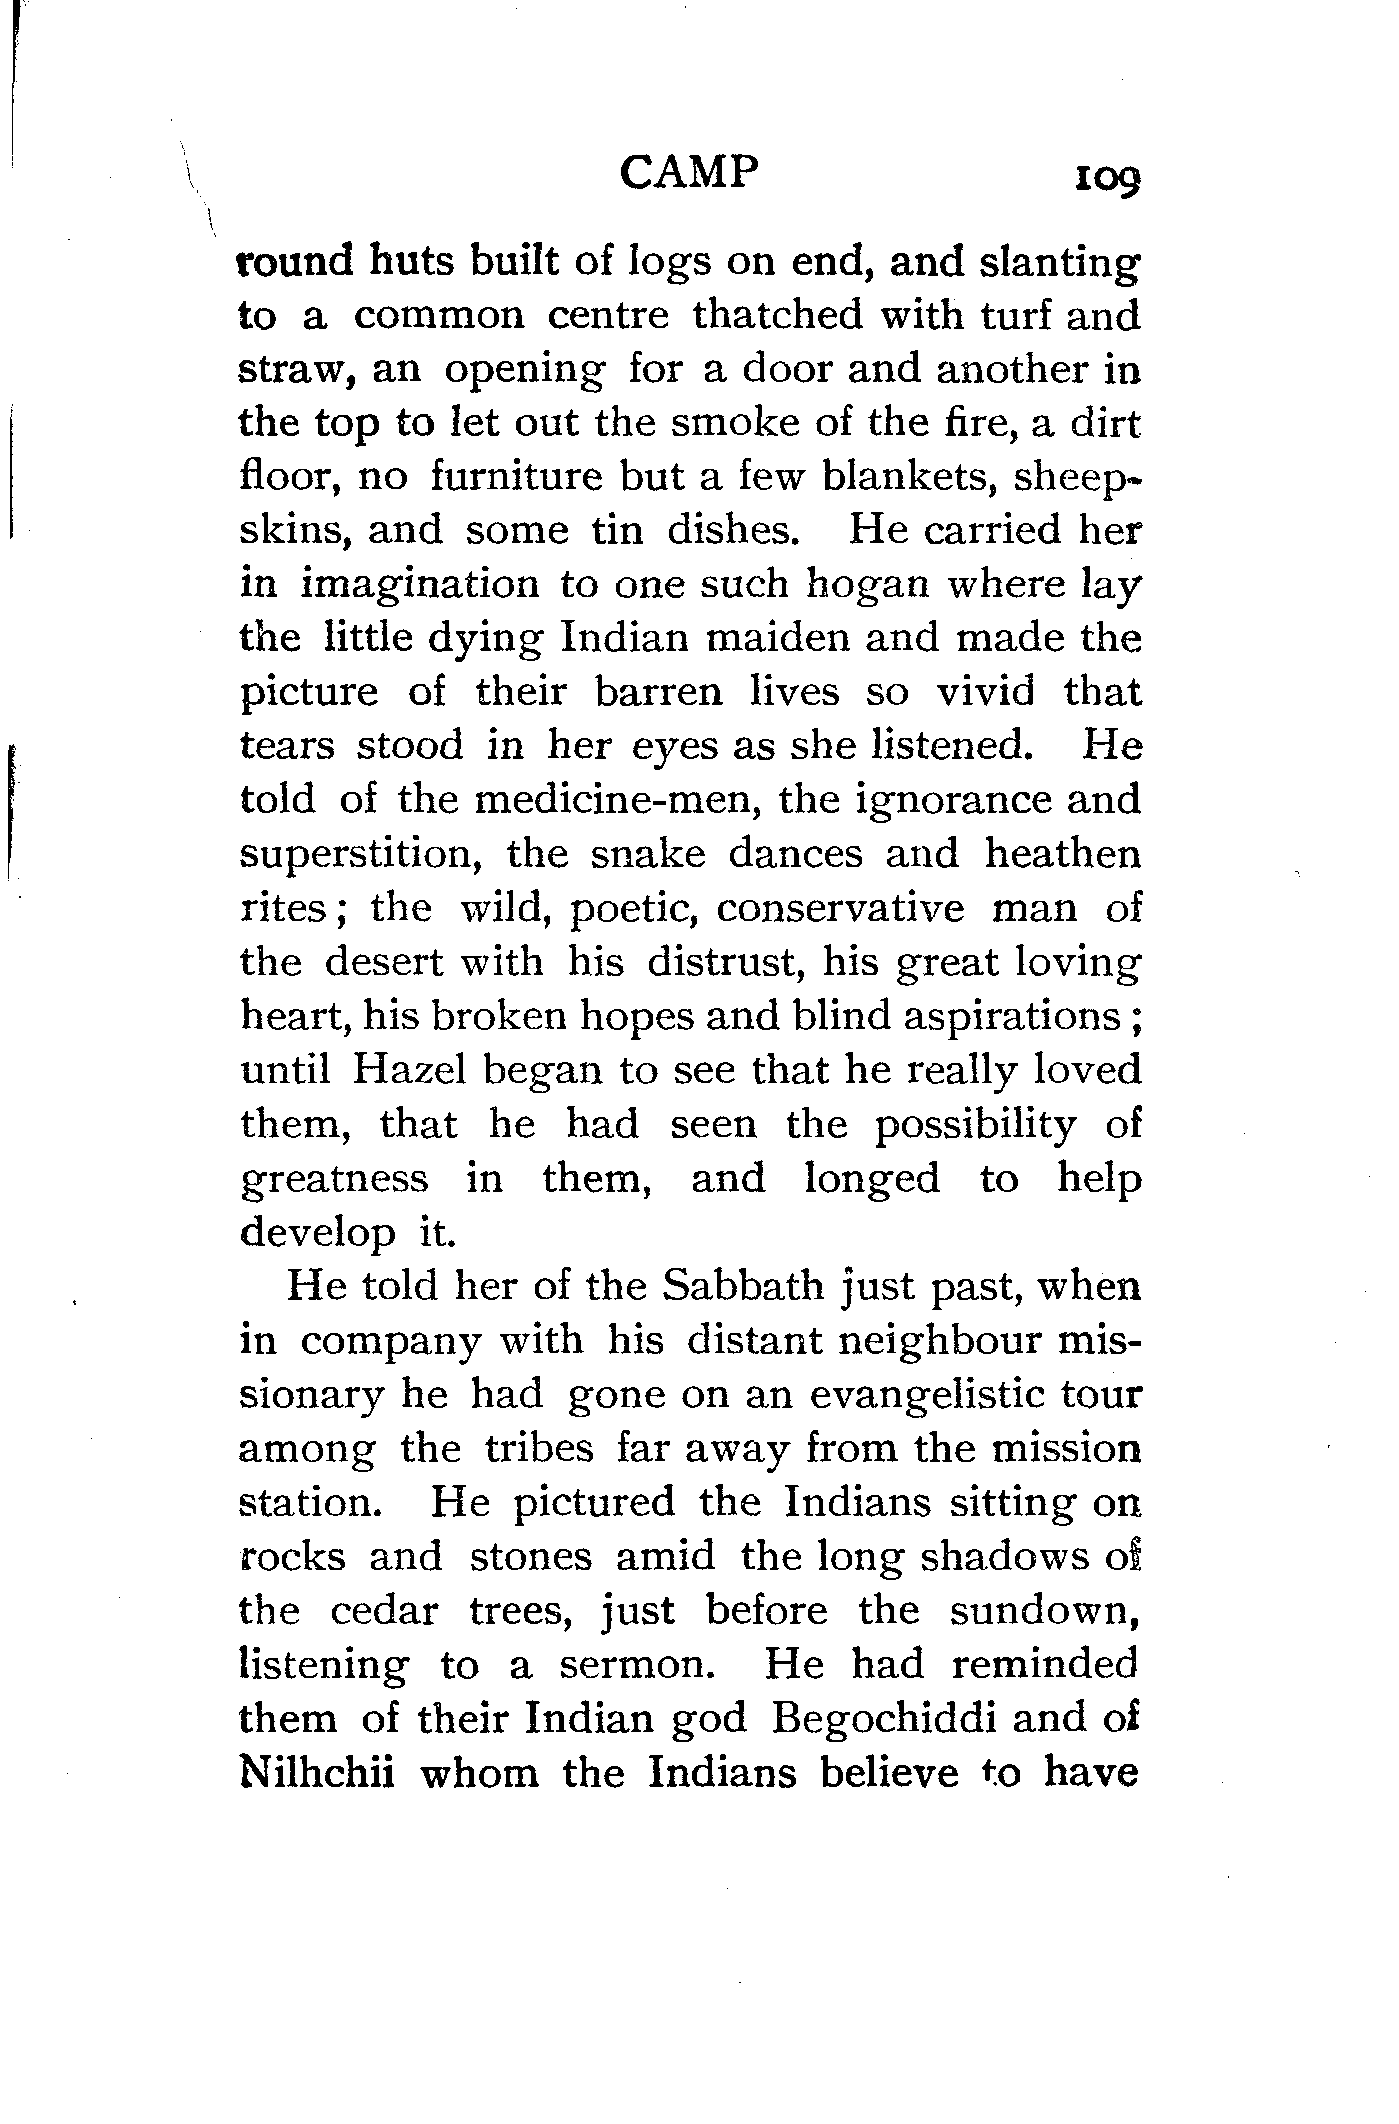 CAMP 109
round huts built of logs on end, and slanting
to a common centre thatched with turf and
straw, an opening for a door and another in
the top to let out the smoke of the fire, a dirt
floor, no furniture but a few blankets, sheep-
skins, and some tin dishes. He carried her
in imagination to one such hogan where lay
the little dying Indian maiden and made the
picture of their barren lives so vivid that
tears stood in her eyes as she listened. He
told of the medicine-men, the ignorance and
superstition, the snake dances and heathen
rites; the wild, poetic, conservative man of
the desert with his distrust, his great loving
heart, his broken hopes and blind aspirations;
until Hazel began to see that he really loved
them, that he had seen the possibility of
greatness in them, and longed to help
develop it.
He told her of the Sabbath just past, when
in company with his distant neighbour mis-
sionary he had gone on an evangelistic tour
among the tribes far away from the mission
station. He pictured the Indians sitting on
rocks and stones amid the long shadows of
the cedar trees, just before the sundown,
listening to a sermon. He had reminded
them of their Indian god Begochiddi and of
Nilhchii whom the Indians believe to have